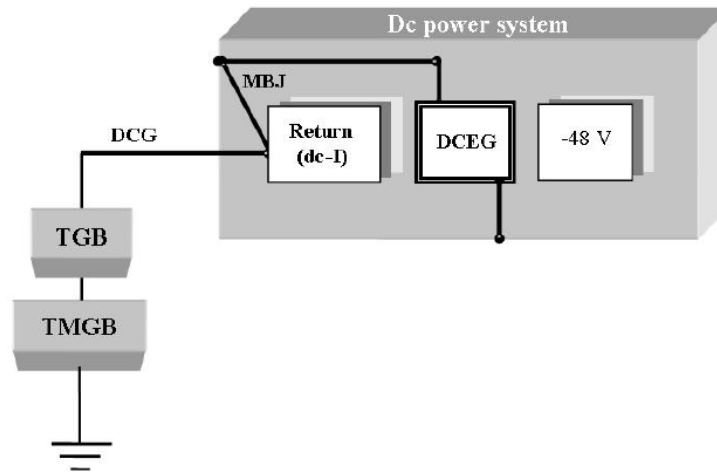 Dc power system
MBJ
DCG
Return
(dc-I)
DCEG
-48 V
TGB
TMGB